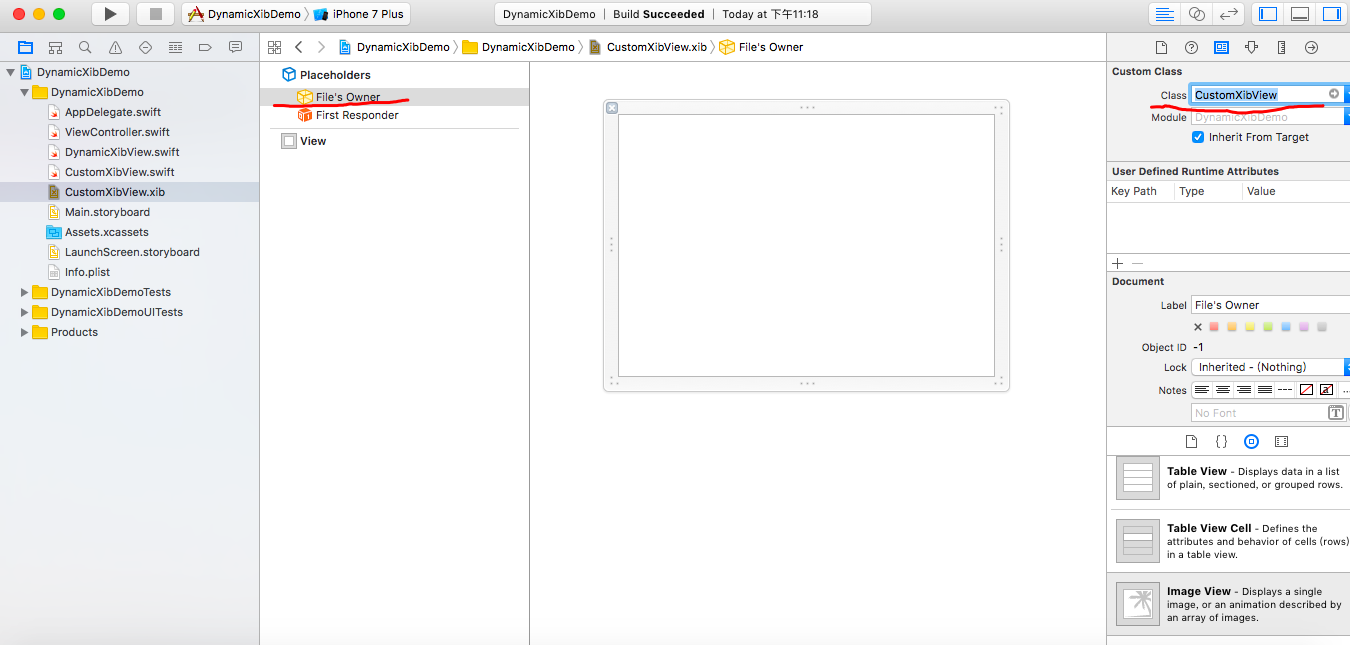 DynamicXibDemo iPhone 7 Plus
DynamicXibDemo | Build Succeeded | Today at 下午11:18
DynamicXibDemo
DynamicXibDemo
AppDelegate.swift
ViewController.swift
DynamicXibView.swift
CustomXibView.swift
CustomXibView.xib
Main.storyboard
Assets.xcassets
LaunchScreen.storyboard
Info.plist
DynamicXibDemoTests
DynamicXibDemoUITests
Products
DynamicXibDemo DynamicXibDemo CustomXibView.xib File's Owner
Placeholders
File's Owner
First Responder
View
Custom Class
Class CustomXibView
Module DynamicXibDemo
Inherit From Target
User Defined Runtime Attributes
Key Path Type Value
Document
Label File's Owner
Object ID -1
Lock Inherited - (Nothing)
Notes
No Font
Table View - Displays data in a list
of plain, sectioned, or grouped rows.
Table View Cell - Defines the
attributes and behavior of cells (rows)
in a table view.
Image View - Displays a single
image, or an animation described by
an array of images.